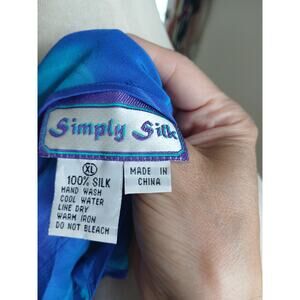 Simply Silk
XL
100% SILK
HAND WASH
COOL WATER
LINE DRY
WARM IRON
DO NOT BLEACH
MADE IN
CHINA